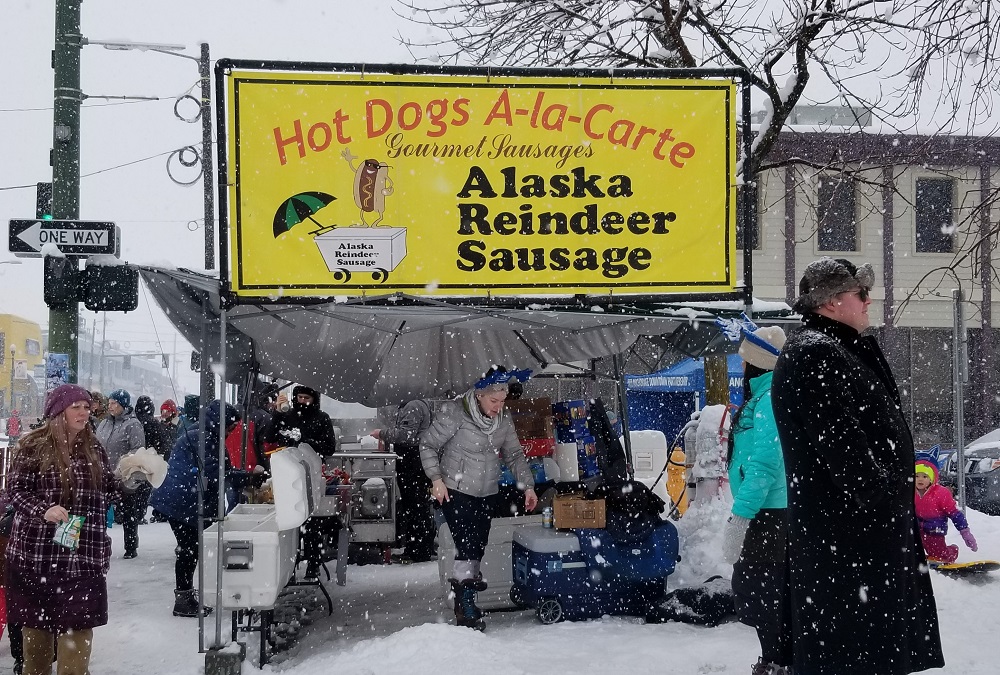 Hot Dogs A-la-Carte
Gourmet Sausages
Alaska
Reindeer
Sausage
Alaska
Reindeer
Sausage
ONE WAY